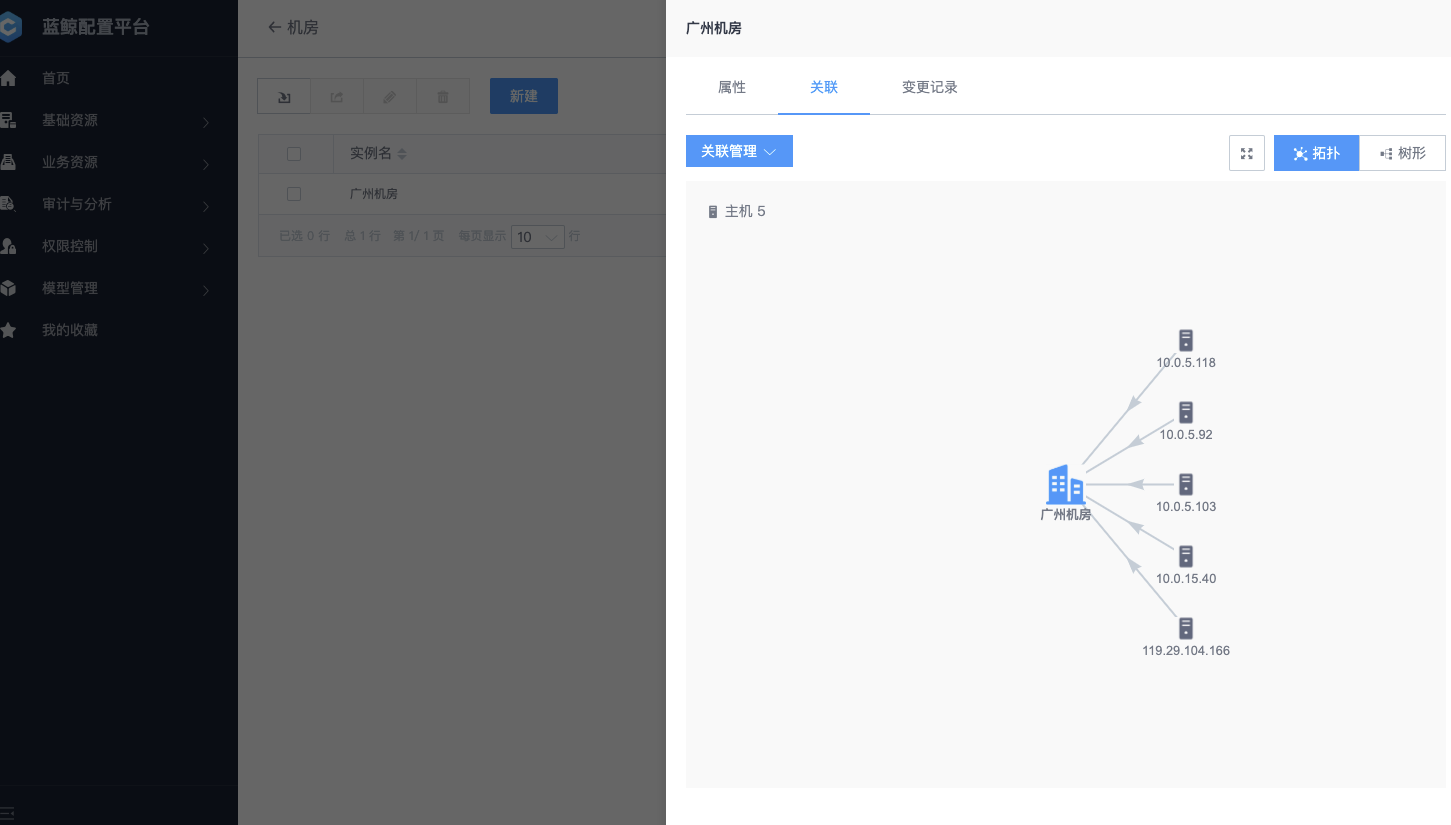 蓝鲸配置平台
首页
基础资源
业务资源
审计与分析
权限控制
模型管理
我的收藏
机房
新建
实例名
广州机房
已选 0 行 总 1 行 第 1/ 1 页 每页显示 10 行
广州机房
属性 关联 变更记录
关联管理 拓扑 树形
主机 5
10.0.5.118
10.0.5.92
10.0.5.103
广州机房
10.0.15.40
119.29.104.166